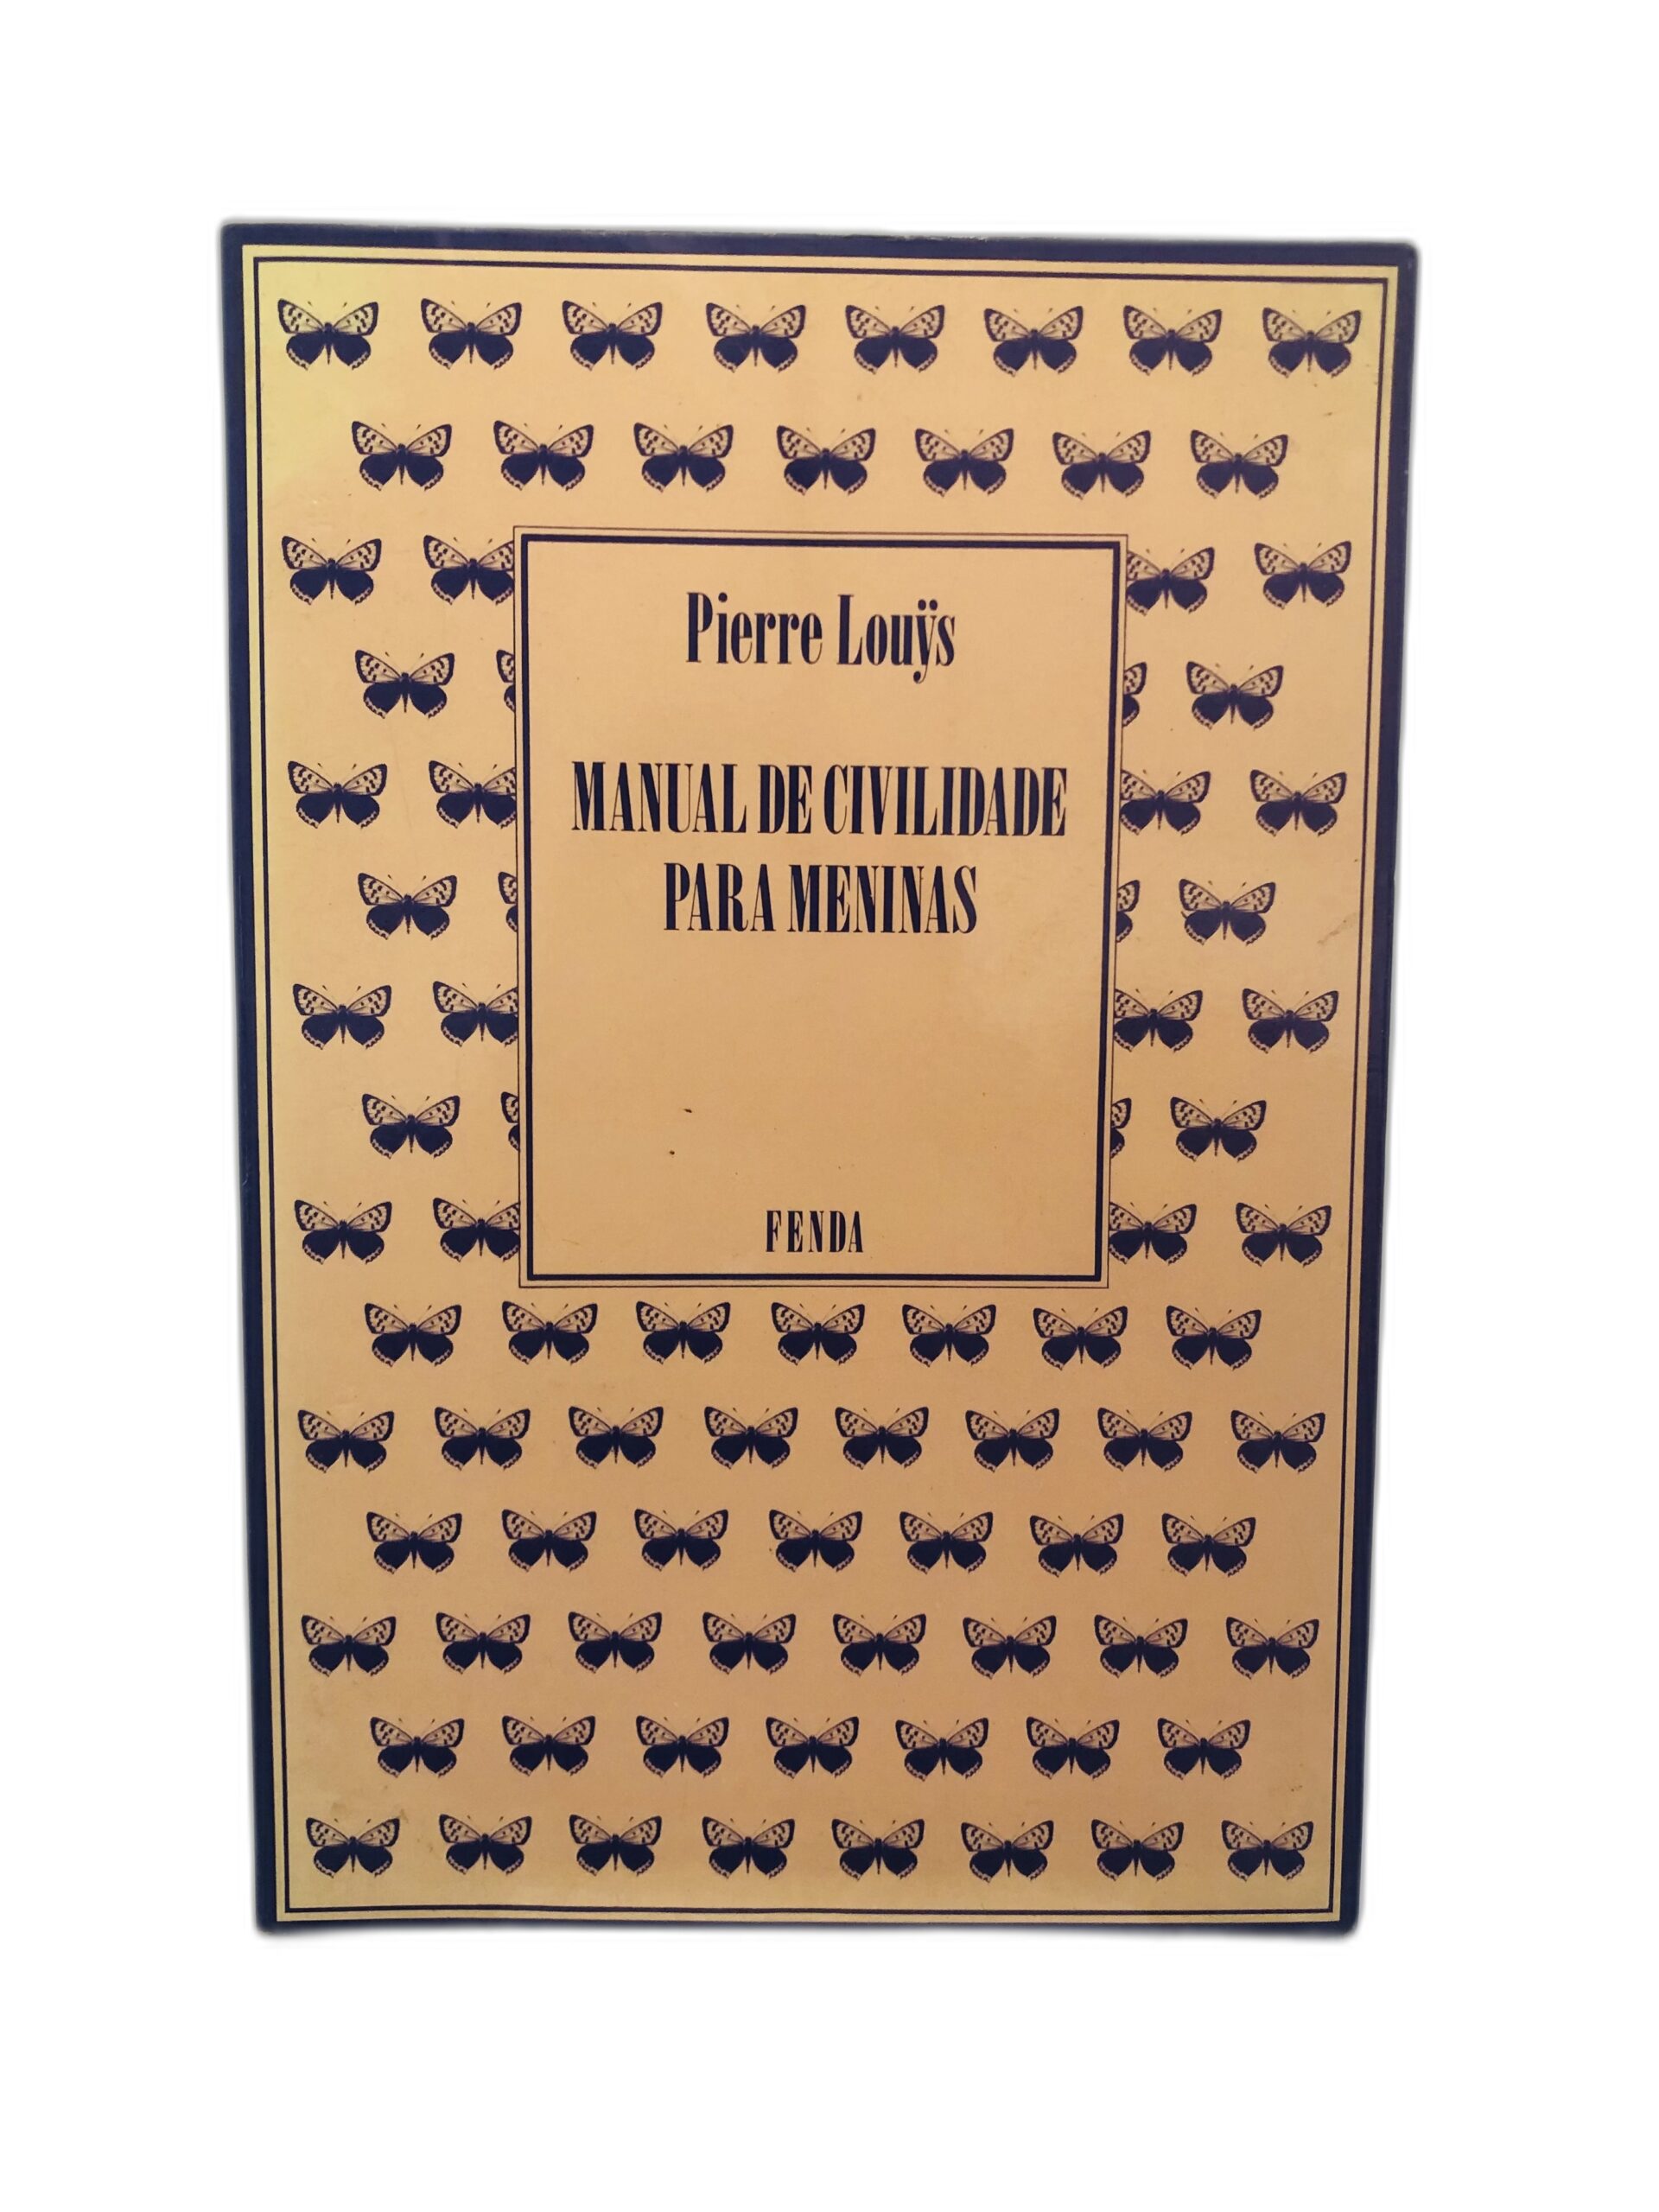 Pierre Louÿs
MANUAL DE CIVILIDADE
PARA MENINAS
FENDA